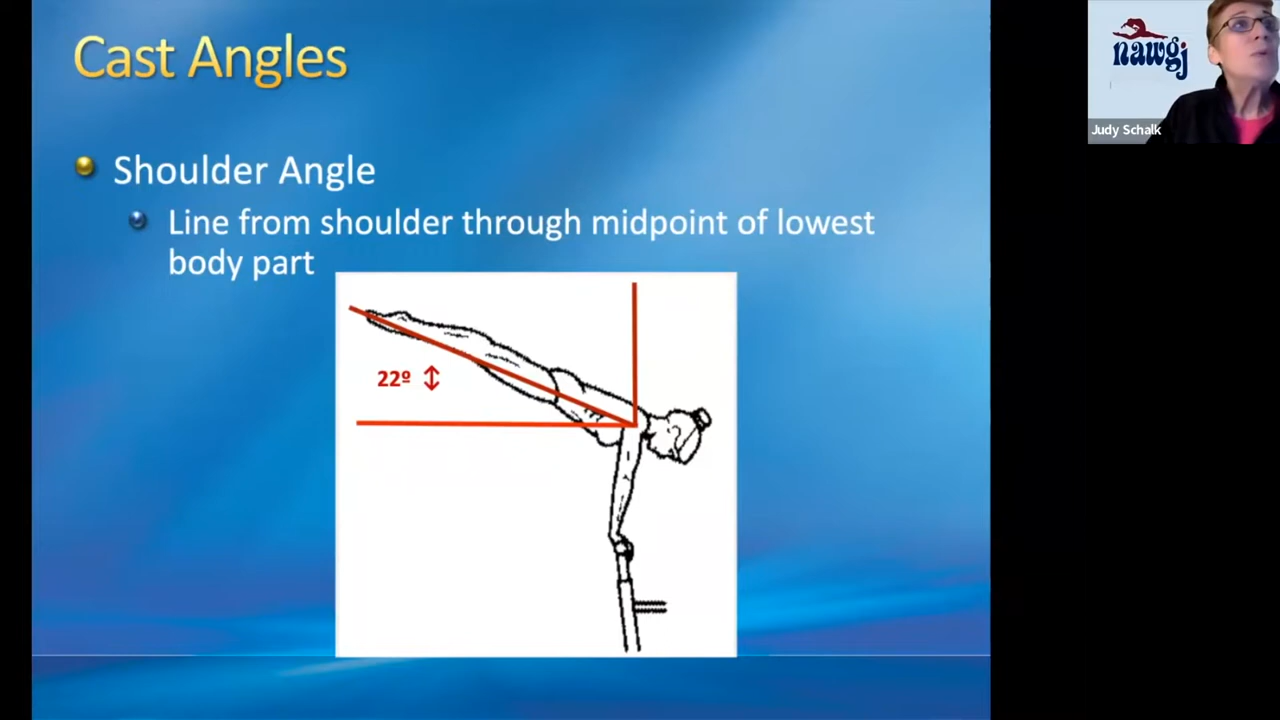 Cast Angles
Shoulder Angle
Line from shoulder through midpoint of lowest
body part
22º
nawgj
Judy Schalk